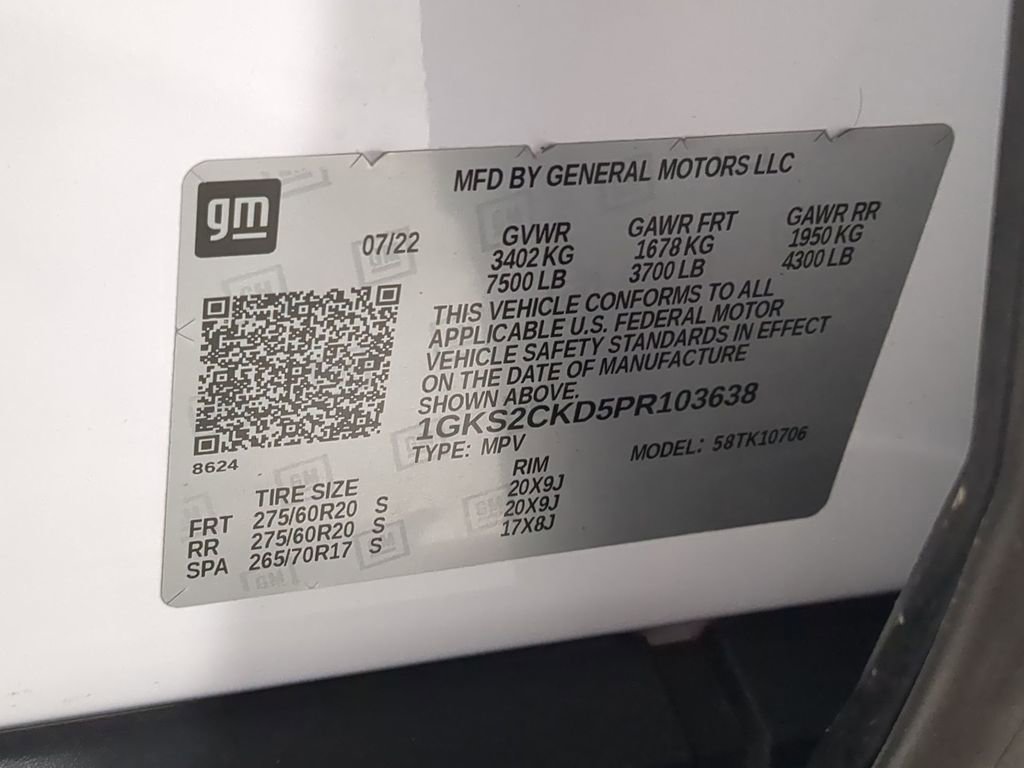 gm
MFD BY GENERAL MOTORS LLC
07/22
GVWR GAWR FRT GAWR RR
3402 KG 1678 KG 1950 KG
7500 LB 3700 LB 4300 LB
THIS VEHICLE CONFORMS TO ALL
APPLICABLE U.S. FEDERAL MOTOR
VEHICLE SAFETY STANDARDS IN EFFECT
ON THE DATE OF MANUFACTURE
SHOWN ABOVE.
1GKS2CKD5PR103638
8624
TYPE: MPV MODEL: 58TK10706
TIRE SIZE RIM
FRT 275/60R20 S 20X9J
RR 275/60R20 S 20X9J
SPA 265/70R17 S 17X8J